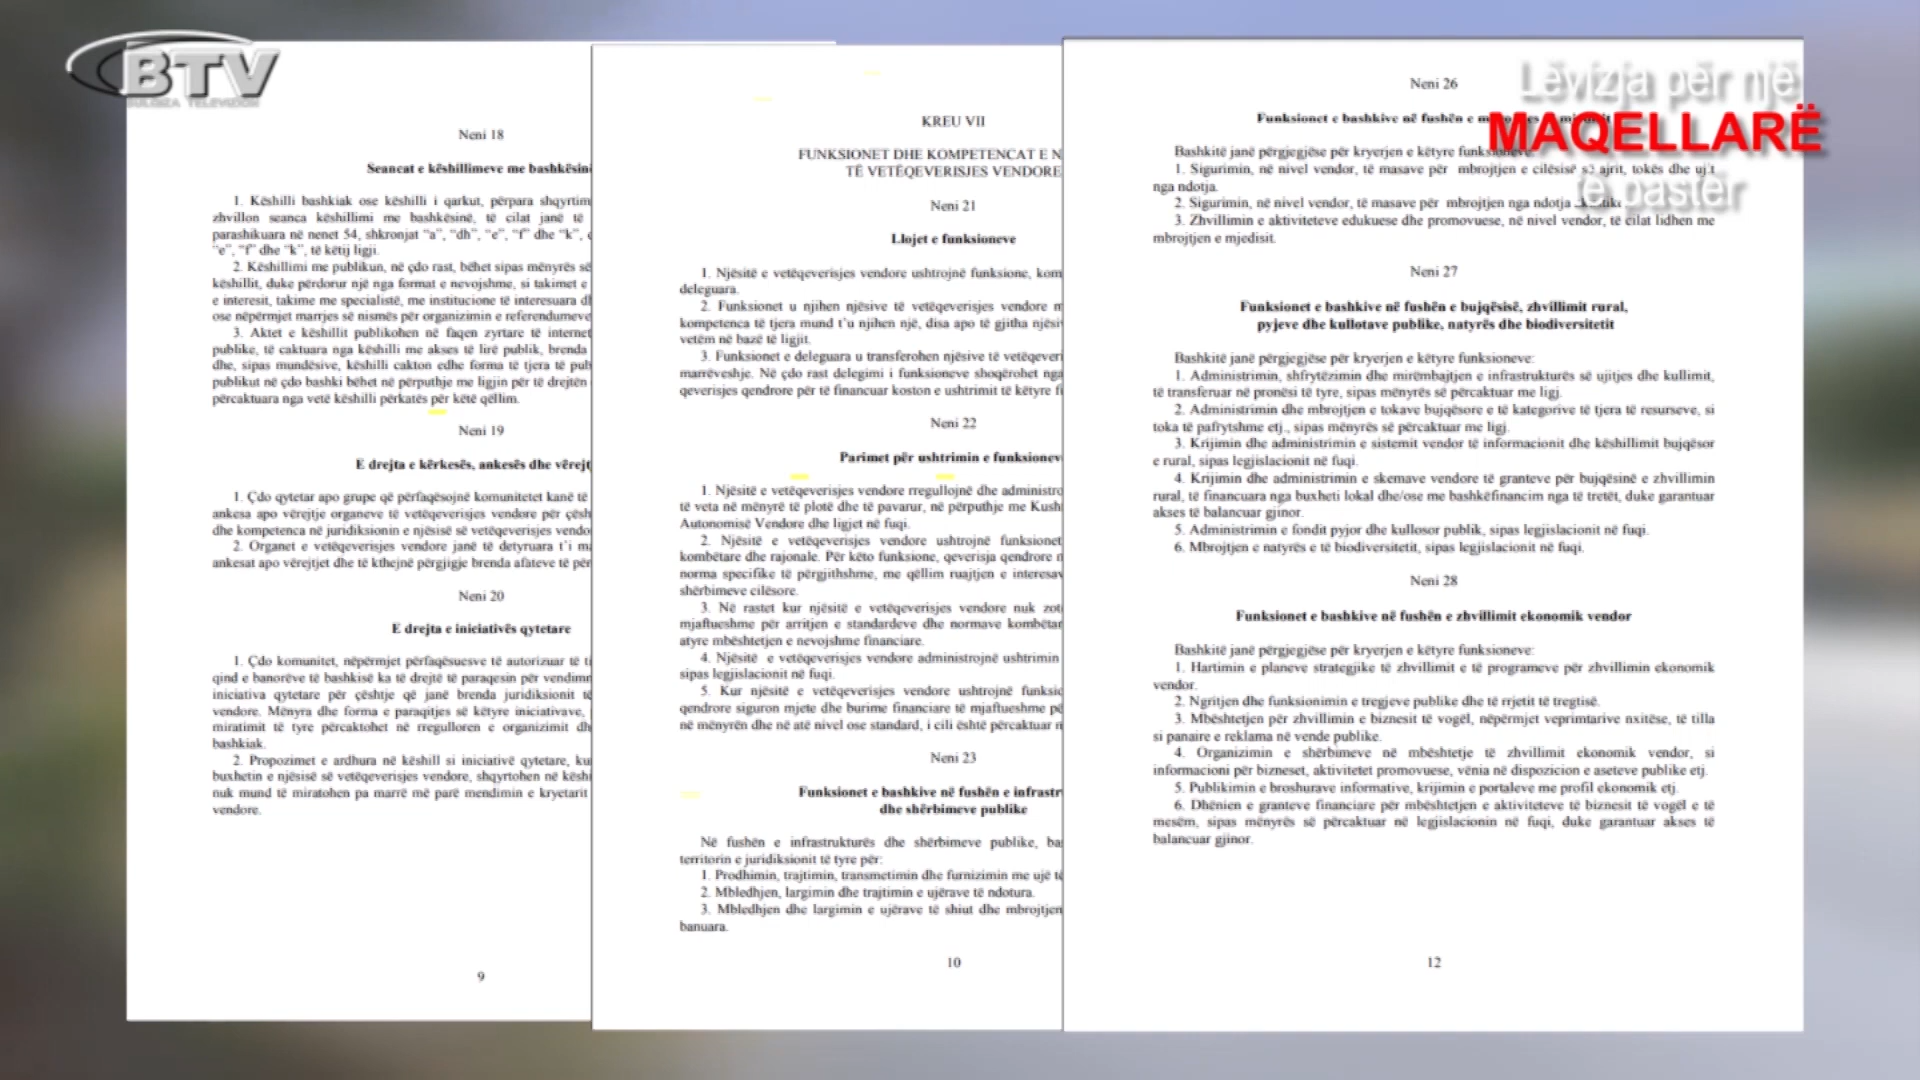 BTV
BULQIZA TELEVIZION
Lëvizja për një
MAQELLARË
të pastër
Neni 18
Seancat e këshillimeve me bashkësinë
1. Këshilli bashkiak ose këshilli i qarkut, përpara shqyrtim
zhvillon seanca këshillimi me bashkësinë, të cilat janë të
parashikuara në nenet 54, shkronjat "a", "dh", "e", "f" dhe "k",
"e", "f" dhe "k", të këtij ligji.
2. Këshillimi me publikun, në çdo rast, bëhet sipas mënyrës së
këshillit, duke përdorur një nga format e nevojshme, si takimet e
e interesit, takime me specialistë, me institucione të interesuara
ose nëpërmjet marrjes së nismës për organizimin e referendumeve
3. Aktet e këshillit publikohen në faqen zyrtare të internet
publike, të caktuara nga këshilli me akses të lirë publik, brenda
dhe, sipas mundësive, këshilli cakton edhe forma të tjera të pub
publikut në çdo bashki bëhet në përputhje me ligjin për të drejtën
përcaktuara nga vetë këshilli përkatës për këtë qëllim.
Neni 19
E drejta e kërkesës, ankesës dhe vërejt
1. Çdo qytetar apo grupe që përfaqësojnë komunitetet kanë të
ankesa apo vërejtje organeve të vetëqeverisjes vendore për çësh
dhe kompetenca në juridiksionin e njësisë së vetëqeverisjes vendo
2. Organet e vetëqeverisjes vendore janë të detyruara t'i m
ankesat apo vërejtjet dhe të kthejnë përgjigje brenda afateve të për
Neni 20
E drejta e iniciativës qytetare
1. Çdo komunitet, nëpërmjet përfaqësuesve të autorizuar të ti
qind e banorëve të bashkisë ka të drejtë të paraqesin për vendimm
iniciativa qytetare për çështje që janë brenda juridiksionit të
vendore. Mënyra dhe forma e paraqitjes së këtyre iniciativave,
miratimit të tyre përcaktohet në rregulloren e organizimit dh
bashkiak.
2. Propozimet e ardhura në këshill si iniciativë qytetare, ku
buxhetin e njësisë së vetëqeverisjes vendore, shqyrtohen në këshi
nuk mund të miratohen pa marrë më parë mendimin e kryetarit
vendore.
9
KREU VII
FUNKSIONET DHE KOMPETENCAT E N
TË VETËQEVERISJES VENDORE
Neni 21
Llojet e funksioneve
1. Njësitë e vetëqeverisjes vendore ushtrojnë funksione, kom
deleguara.
2. Funksionet u njihen njësive të vetëqeverisjes vendore m
kompetenca të tjera mund t'u njihen një, disa apo të gjitha njësi
vetëm në bazë të ligjit.
3. Funksionet e deleguara u transferohen njësive të vetëqeveri
marrëveshje. Në çdo rast delegimi i funksioneve shoqërohet nga
qeverisjes qendrore për të financuar koston e ushtrimit të këtyre f
Neni 22
Parimet për ushtrimin e funksioneve
1. Njësitë e vetëqeverisjes vendore rregullojnë dhe administro
të veta në mënyrë të plotë dhe të pavarur, në përputhje me Kush
Autonomisë Vendore dhe ligjet në fuqi.
2. Njësitë e vetëqeverisjes vendore ushtrojnë funksionet
kombëtare dhe rajonale. Për këto funksione, qeverisja qendrore
norma specifike të përgjithshme, me qëllim ruajtjen e interesav
shërbimeve cilësore.
3. Në rastet kur njësitë e vetëqeverisjes vendore nuk zot
mjaftueshme për arritjen e standardeve dhe normave kombëtar
atyre mbështetjen e nevojshme financiare.
4. Njësitë e vetëqeverisjes vendore administrojnë ushtrimin
sipas legjislacionit në fuqi.
5. Kur njësitë e vetëqeverisjes vendore ushtrojnë funksio
qendrore siguron mjete dhe burime financiare të mjaftueshme pë
në mënyrën dhe në atë nivel ose standard, i cili është përcaktuar
Neni 23
Funksionet e bashkive në fushën e infrastr
dhe shërbimeve publike
Në fushën e infrastrukturës dhe shërbimeve publike, ba
territorin e juridiksionit të tyre për:
1. Prodhimin, trajtimin, transmetimin dhe furnizimin me ujë të
2. Mbledhjen, largimin dhe trajtimin e ujërave të ndotura.
3. Mbledhjen dhe largimin e ujërave të shiut dhe mbrojtjen
banuara.
10
Neni 26
Funksionet e bashkive në fushën e
Bashkitë janë përgjegjëse për kryerjen e këtyre funksioneve:
1. Sigurimin, në nivel vendor, të masave për mbrojtjen e cilësisë së ajrit, tokës dhe ujit
nga ndotja.
2. Sigurimin, në nivel vendor, të masave për mbrojtjen nga ndotja
3. Zhvillimin e aktiviteteve edukuese dhe promovuese, në nivel vendor, të cilat lidhen me
mbrojtjen e mjedisit.
Neni 27
Funksionet e bashkive në fushën e bujqësisë, zhvillimit rural,
pyjeve dhe kullotave publike, natyrës dhe biodiversitetit
Bashkitë janë përgjegjëse për kryerjen e këtyre funksioneve:
1. Administrimin, shfrytëzimin dhe mirëmbajtjen e infrastrukturës së ujitjes dhe kullimit,
të transferuar në pronësi të tyre, sipas mënyrës së përcaktuar me ligj.
2. Administrimin dhe mbrojtjen e tokave bujqësore e të kategorive të tjera të resurseve, si
toka të pafrytshme etj., sipas mënyrës së përcaktuar me ligj.
3. Krijimin dhe administrimin e sistemit vendor të informacionit dhe këshillimit bujqësor
e rural, sipas legjislacionit në fuqi.
4. Krijimin dhe administrimin e skemave vendore të granteve për bujqësinë e zhvillimin
rural, të financuara nga buxheti lokal dhe/ose me bashkëfinancim nga të tretët, duke garantuar
akses të balancuar gjinor.
5. Administrimin e fondit pyjor dhe kullosor publik, sipas legjislacionit në fuqi.
6. Mbrojtjen e natyrës e të biodiversitetit, sipas legjislacionit në fuqi.
Neni 28
Funksionet e bashkive në fushën e zhvillimit ekonomik vendor
Bashkitë janë përgjegjëse për kryerjen e këtyre funksioneve:
1. Hartimin e planeve strategjike të zhvillimit e të programeve për zhvillimin ekonomik
vendor.
2. Ngritjen dhe funksionimin e tregjeve publike dhe të rrjetit të tregtisë.
3. Mbështetjen për zhvillimin e biznesit të vogël, nëpërmjet veprimtarive nxitëse, të tilla
si panaire e reklama në vende publike.
4. Organizimin e shërbimeve në mbështetje të zhvillimit ekonomik vendor, si
informacioni për bizneset, aktivitetet promovuese, vënia në dispozicion e aseteve publike etj.
5. Publikimin e broshurave informative, krijimin e portaleve me profil ekonomik etj.
6. Dhënien e granteve financiare për mbështetjen e aktiviteteve të biznesit të vogël e të
mesëm, sipas mënyrës së përcaktuar në legjislacionin në fuqi, duke garantuar akses të
balancuar gjinor.
12